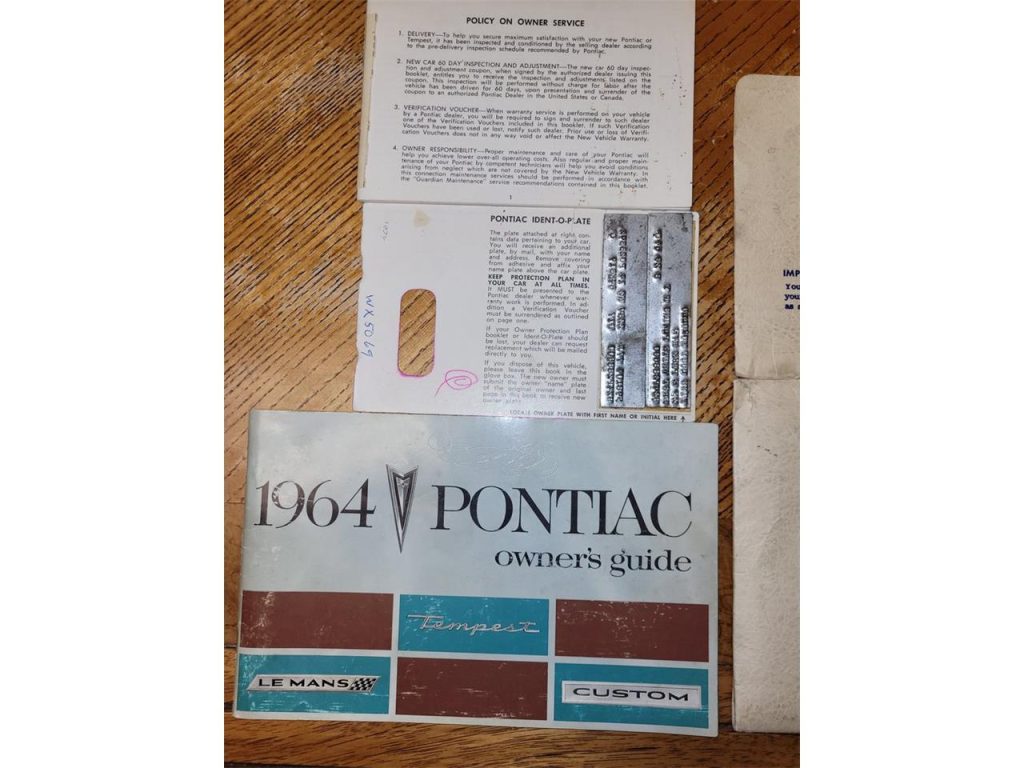 POLICY ON OWNER SERVICE
1. DELIVERY—To help you secure maximum satisfaction with your new Pontiac or
Tempest, it has been inspected and conditioned by the selling dealer according
to the pre-delivery inspection schedule recommended by Pontiac.
2. NEW CAR 60 DAY INSPECTION AND ADJUSTMENT—The new car 60 day inspec-
tion and adjustment coupon, when signed by the authorized dealer issuing this
booklet, entitles you to receive the inspection and adjustments listed on the
coupon. This inspection will be performed without charge for labor after the
vehicle has been driven for 60 days, upon presentation and surrender of the
coupon to an authorized Pontiac Dealer in the United States or Canada.
3. VERIFICATION VOUCHER—When warranty service is performed on your vehicle
by a Pontiac dealer, you will be required to sign and surrender to such dealer
one of the Verification Vouchers included in this booklet. If such Verification
Vouchers have been used or lost, notify such dealer. Prior use or loss of Verifi-
cation Vouchers does not in any way void or affect the New Vehicle Warranty.
4. OWNER RESPONSIBILITY—Proper maintenance and care of your Pontiac will
help you achieve lower over-all operating costs. Also regular and proper main-
tenance of your Pontiac by competent technicians will help you avoid conditions
arising from neglect which are not covered by the New Vehicle Warranty. In
this connection maintenance services should be performed in accordance with
the "Guardian Maintenance" service recommendations contained in this booklet.
1
PONTIAC IDENT-O-PLATE
The plate attached at right con-
tains data pertaining to your car.
You will receive an additional
plate, by mail, with your name
and address. Remove covering
from adhesive and affix your
name plate above the car plate.
KEEP PROTECTION PLAN IN
YOUR CAR AT ALL TIMES.
It MUST be presented to the
Pontiac dealer whenever war-
ranty work is performed. In ad-
dition a Verification Voucher
must be surrendered as outlined
on page one.
If your Owner Protection Plan
booklet or Ident-O-Plate should
be lost, your dealer can request
replacement which will be mailed
directly to you.
If you dispose of this vehicle,
please leave this book in the
glove box. The new owner must
submit the owner "name" plate
of the original owner and last
page in this book to receive new
owner plate.
LOCATE OWNER PLATE WITH FIRST NAME OR INITIAL HERE
WK5069
IMP
You
your
as a
1964 PONTIAC
owner's guide
Tempest
LE MANS
CUSTOM